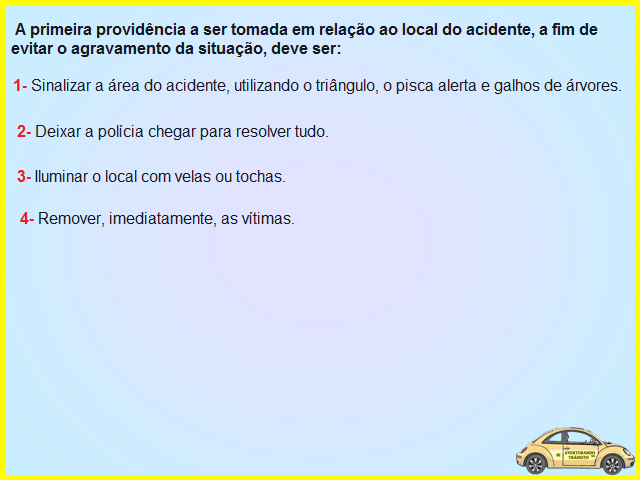 A primeira providência a ser tomada em relação ao local do acidente, a fim de
evitar o agravamento da situação, deve ser:
1- Sinalizar a área do acidente, utilizando o triângulo, o pisca alerta e galhos de árvores.
2- Deixar a polícia chegar para resolver tudo.
3- Iluminar o local com velas ou tochas.
4- Remover, imediatamente, as vítimas.
AVENTURANDO
TRÂNSITO